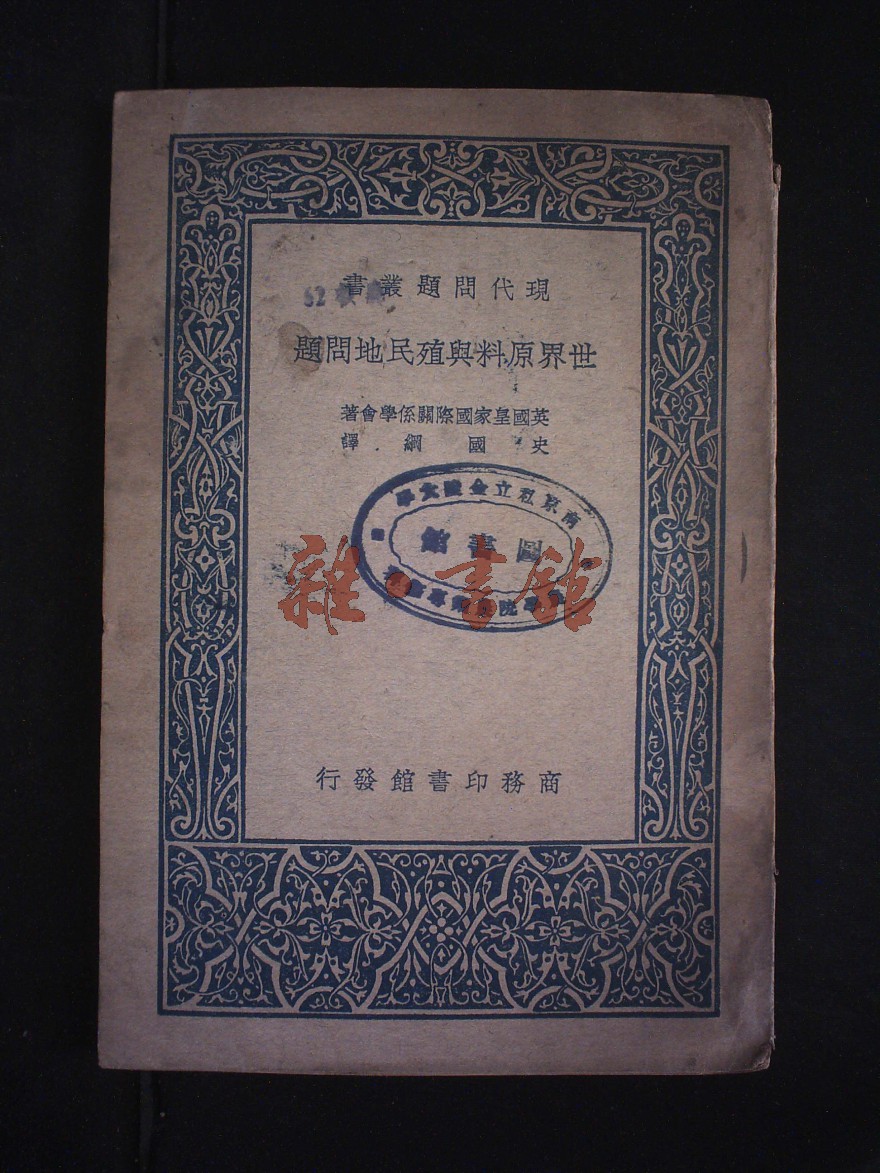 現代問題叢書
世界原料與殖民地問題
英國皇家國際關係學會著
史國綱譯
南京私立金陵大學
圖書館
雜·書館
商務印書館發行